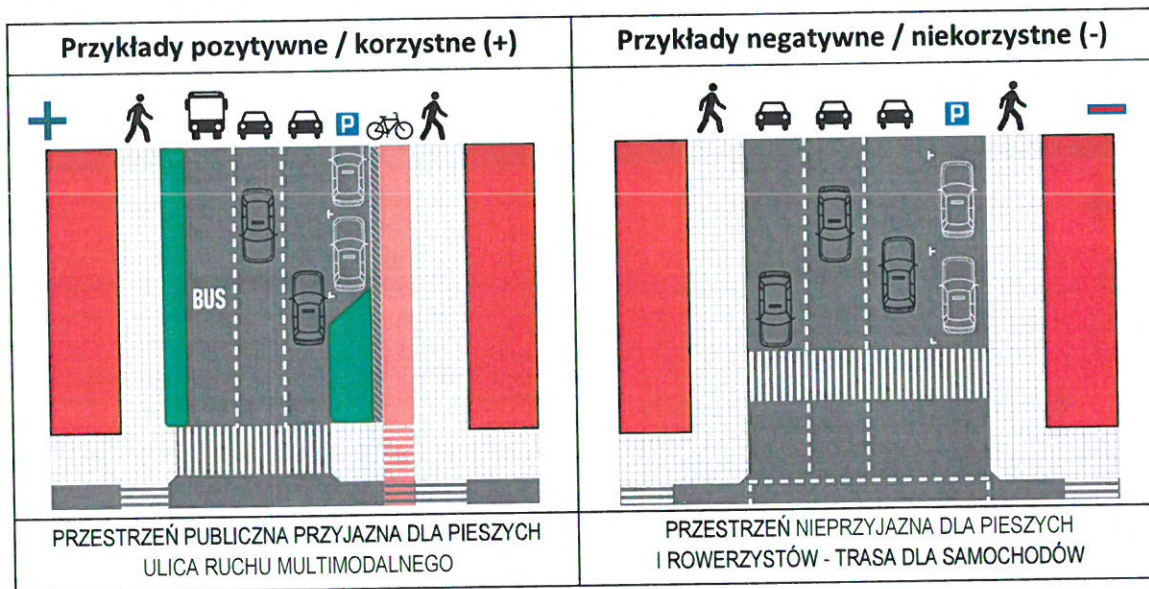 Przykłady pozytywne / korzystne (+)
Przykłady negatywne / niekorzystne (-)
P
P
BUS
PRZESTRZEŃ PUBLICZNA PRZYJAZNA DLA PIESZYCH
ULICA RUCHU MULTIMODALNEGO
PRZESTRZEŃ NIEPRZYJAZNA DLA PIESZYCH
I ROWERZYSTÓW - TRASA DLA SAMOCHODÓW